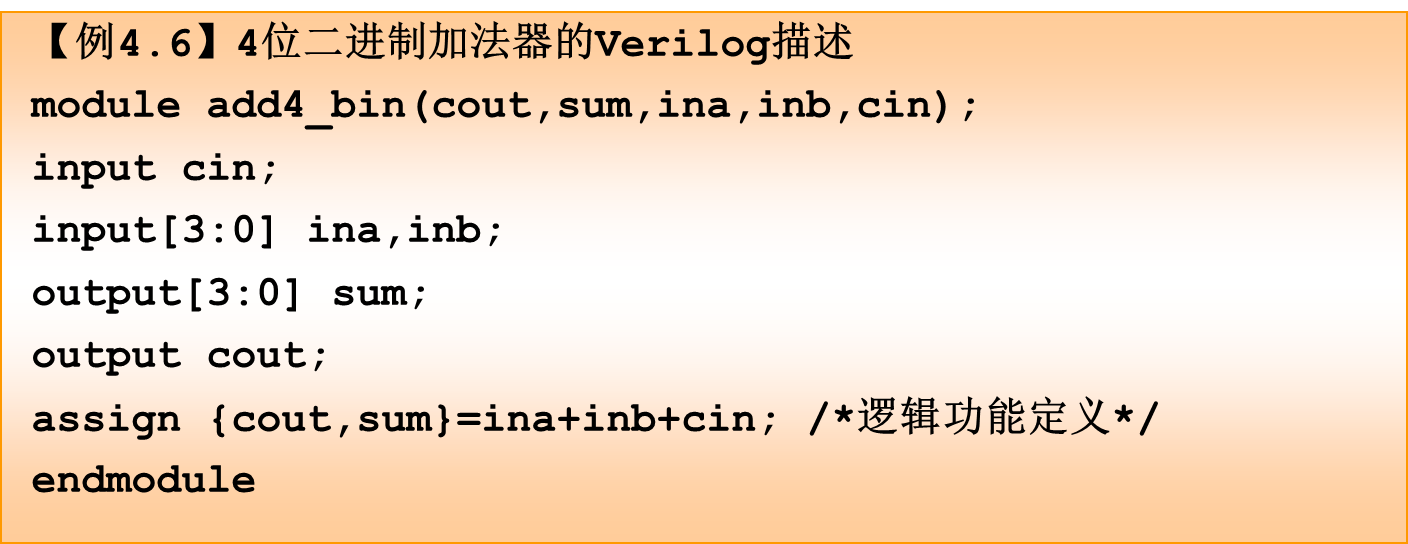 【例4.6】4位二进制加法器的Verilog描述
module add4_bin(cout,sum,ina,inb,cin);
input cin;
input[3:0] ina,inb;
output[3:0] sum;
output cout;
assign {cout,sum}=ina+inb+cin; /*逻辑功能定义*/
endmodule